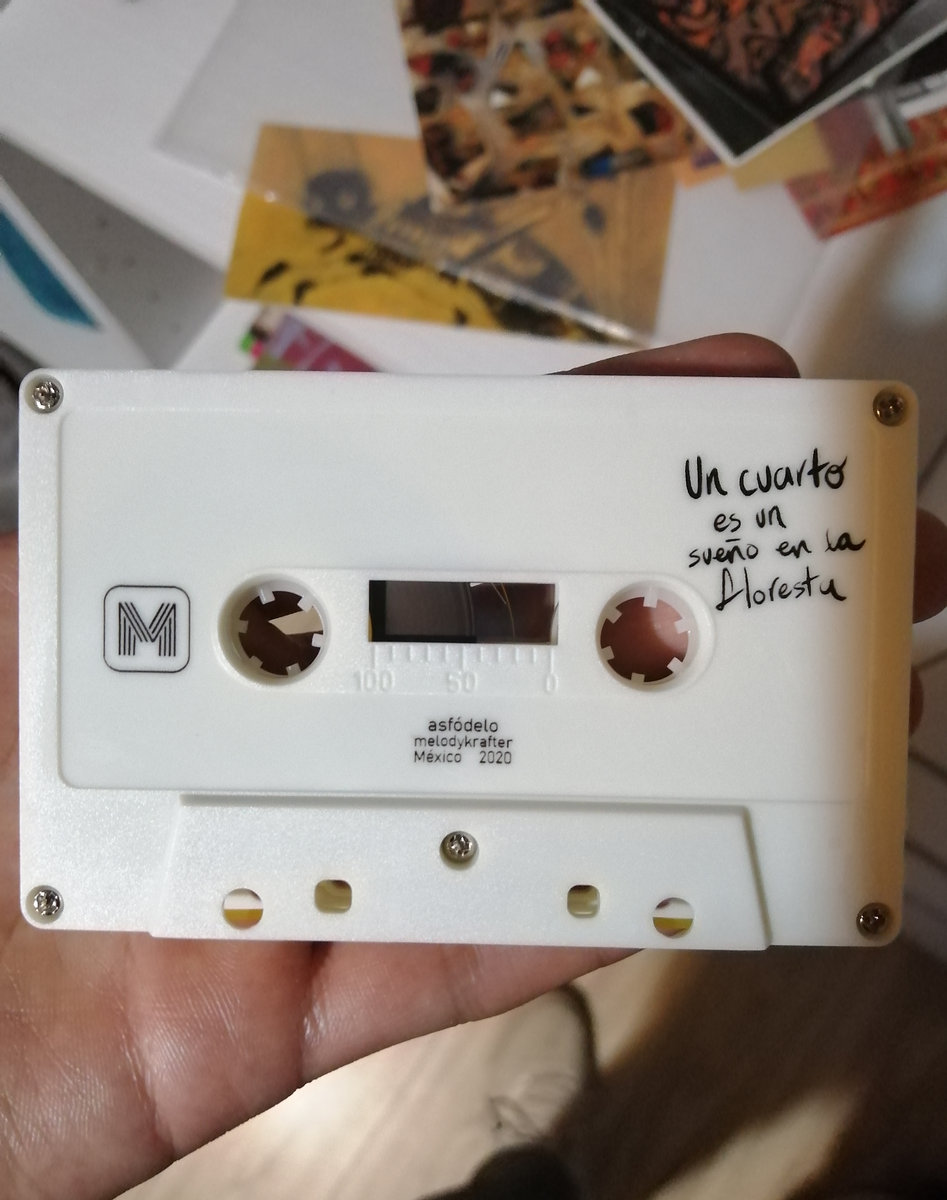 Un cuarto
es un
sueño en la
floresta
M
100 50 0
asfódelo
melodykrafter
México 2020